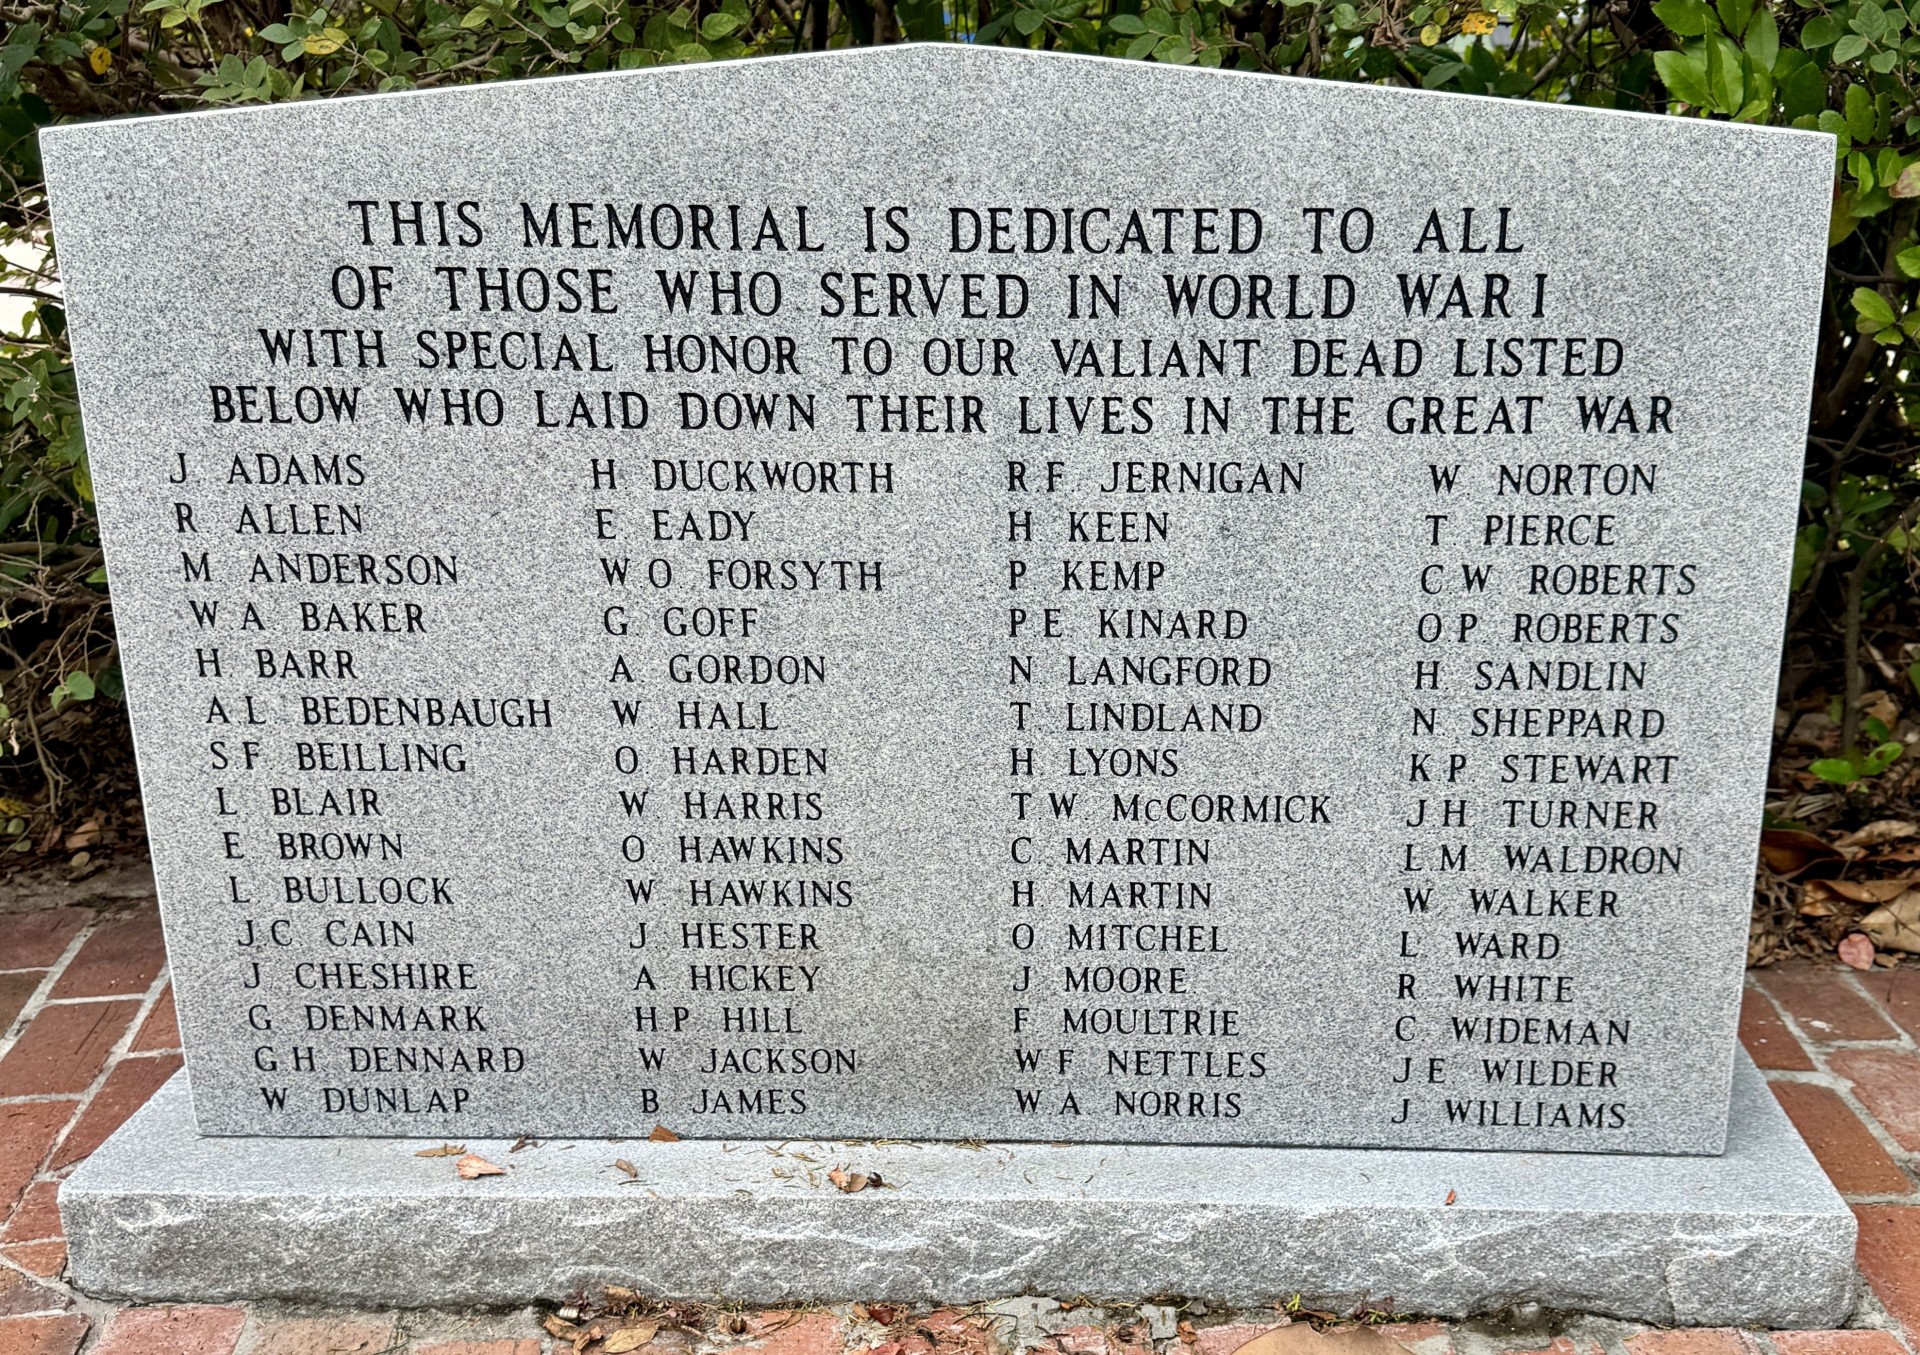 THIS MEMORIAL IS DEDICATED TO ALL
OF THOSE WHO SERVED IN WORLD WAR I
WITH SPECIAL HONOR TO OUR VALIANT DEAD LISTED
BELOW WHO LAID DOWN THEIR LIVES IN THE GREAT WAR
J. ADAMS
R. ALLEN
M. ANDERSON
W. A. BAKER
H. BARR
A. L. BEDENBAUGH
S. F. BEILLING
L. BLAIR
E. BROWN
L. BULLOCK
J. C. CAIN
J. CHESHIRE
G. DENMARK
G. H. DENNARD
W. DUNLAP
H. DUCKWORTH
E. EADY
W. O. FORSYTH
G. GOFF
A. GORDON
W. HALL
O. HARDEN
W. HARRIS
O. HAWKINS
W. HAWKINS
J. HESTER
A. HICKEY
H. P. HILL
W. JACKSON
B. JAMES
R. F. JERNIGAN
H. KEEN
P. KEMP
P. E. KINARD
N. LANGFORD
T. LINDLAND
H. LYONS
T. W. McCORMICK
C. MARTIN
H. MARTIN
O. MITCHEL
J. MOORE
F. MOULTRIE
W. F. NETTLES
W. A. NORRIS
W. NORTON
T. PIERCE
C. W. ROBERTS
O. P. ROBERTS
H. SANDLIN
N. SHEPPARD
K. P. STEWART
J. H. TURNER
L. M. WALDRON
W. WALKER
L. WARD
R. WHITE
C. WIDEMAN
J. E. WILDER
J. WILLIAMS